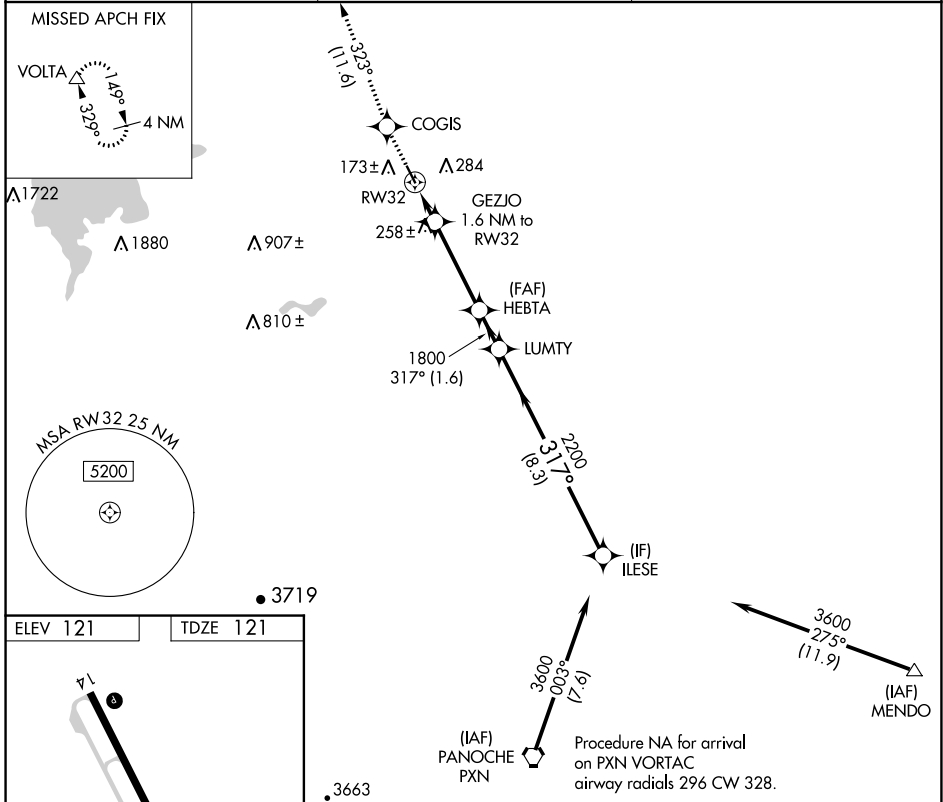 MISSED APCH FIX
VOLTA
149°
329°
4 NM
323°
(11.6)
COGIS
173±
284
RW32
GEZJO
1.6 NM to
RW32
258±
1722
1880
907±
810±
(FAF)
HEBTA
LUMTY
1800
317° (1.6)
2200
317°
(8.3)
MSA RW32 25 NM
5200
(IF)
ILESE
3719
ELEV 121
TDZE 121
14
P
3600
003°
(7.6)
3600
275°
(11.9)
(IAF)
MENDO
(IAF)
PANOCHE
PXN
Procedure NA for arrival
on PXN VORTAC
airway radials 296 CW 328.
3663